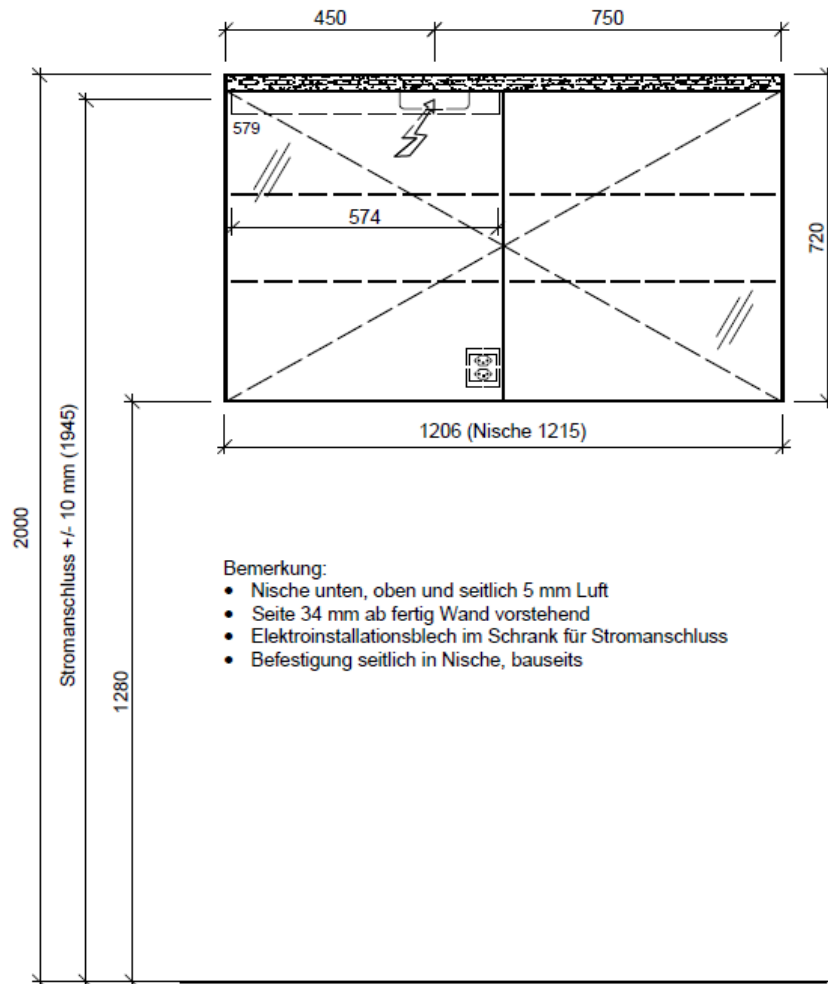 450
750
579
574
720
1206 (Nische 1215)
2000
Stromanschluss +/- 10 mm (1945)
1280
Bemerkung:
• Nische unten, oben und seitlich 5 mm Luft
• Seite 34 mm ab fertig Wand vorstehend
• Elektroinstallationsblech im Schrank für Stromanschluss
• Befestigung seitlich in Nische, bauseits